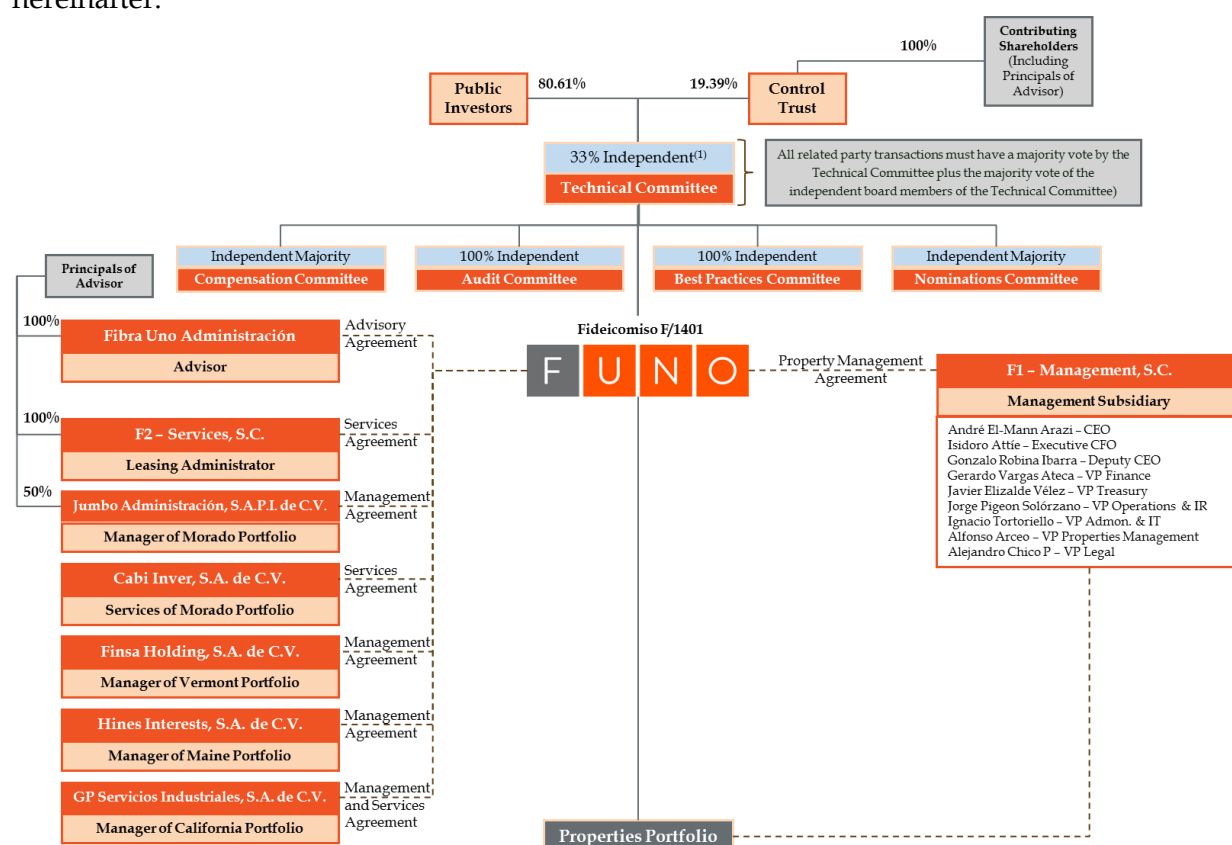 hereinafter.
Contributing
Shareholders
(Including
Principals of
Advisor)
100%
Public
Investors
80.61%
19.39%
Control
Trust
33% Independent(1)
Technical Committee
All related party transactions must have a majority vote by the
Technical Committee plus the majority vote of the
independent board members of the Technical Committee)
Independent Majority
Compensation Committee
100% Independent
Audit Committee
100% Independent
Best Practices Committee
Independent Majority
Nominations Committee
Principals of
Advisor
100%
Fibra Uno Administración
Advisor
Advisory
Agreement
Fideicomiso F/1401
F U N O
Property Management
Agreement
F1 – Management, S.C.
Management Subsidiary
André El-Mann Arazi – CEO
Isidoro Attíe – Executive CFO
Gonzalo Robina Ibarra – Deputy CEO
Gerardo Vargas Ateca – VP Finance
Javier Elizalde Vélez – VP Treasury
Jorge Pigeon Solórzano – VP Operations & IR
Ignacio Tortoriello – VP Admon. & IT
Alfonso Arceo – VP Properties Management
Alejandro Chico P – VP Legal
100%
F2 – Services, S.C.
Leasing Administrator
Services
Agreement
50%
Jumbo Administración, S.A.P.I. de C.V.
Manager of Morado Portfolio
Management
Agreement
Cabi Inver, S.A. de C.V.
Services of Morado Portfolio
Services
Agreement
Finsa Holding, S.A. de C.V.
Manager of Vermont Portfolio
Management
Agreement
Hines Interests, S.A. de C.V.
Manager of Maine Portfolio
Management
Agreement
GP Servicios Industriales, S.A. de C.V.
Manager of California Portfolio
Management
and Services
Agreement
Properties Portfolio